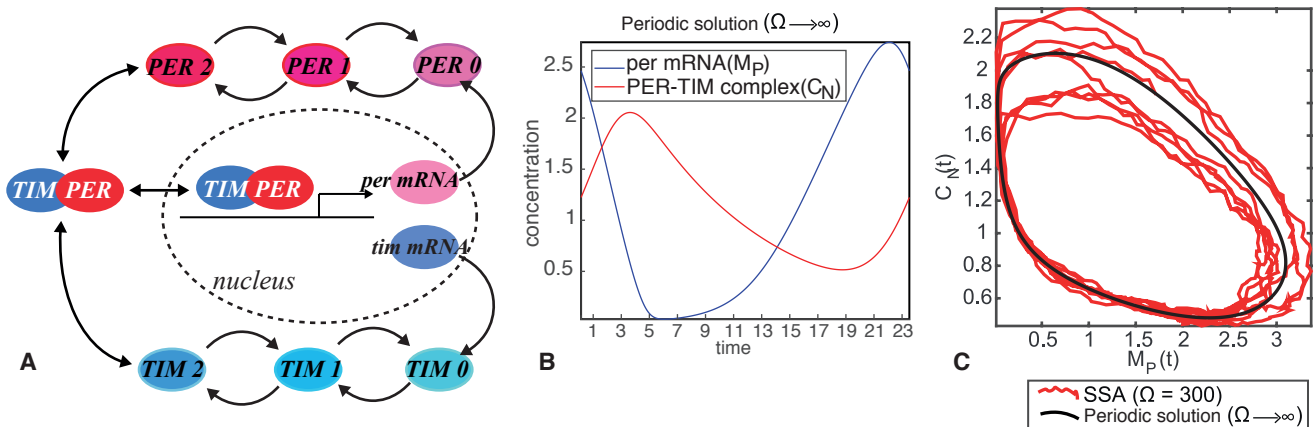 PER 2
PER 1
PER 0
TIM PER
TIM PER
per mRNA
tim mRNA
nucleus
TIM 2
TIM 1
TIM 0
A
Periodic solution (Ω⟶∞)
per mRNA(M_P)
PER-TIM complex(C_N)
2.5
2
1.5
1
0.5
concentration
1 3 5 7 9 11 13 15 17 19 21 23
time
B
C
2.2
2
1.8
1.6
1.4
1.2
1
0.8
0.6
C_N(t)
0.5 1 1.5 2 2.5 3
M_P(t)
SSA (Ω = 300)
Periodic solution (Ω⟶∞)